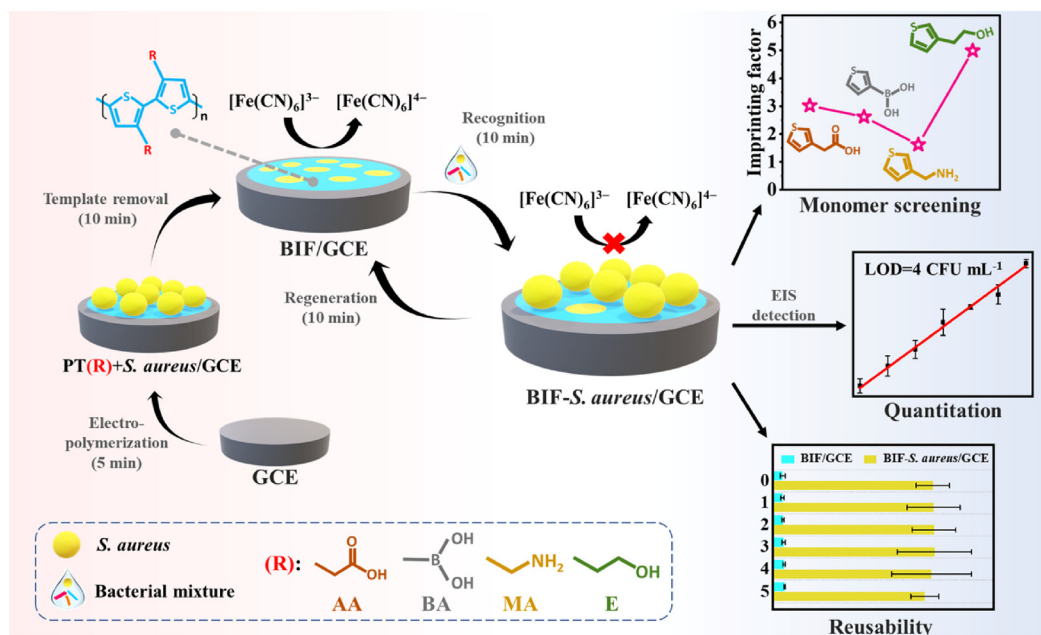 R
S
S
R
n
[Fe(CN)₆]³⁻
[Fe(CN)₆]⁴⁻
Template removal
(10 min)
BIF/GCE
Recognition
(10 min)
[Fe(CN)₆]³⁻
[Fe(CN)₆]⁴⁻
Regeneration
(10 min)
PT(R)+S. aureus/GCE
BIF-S. aureus/GCE
Electro-
polymerization
(5 min)
GCE
EIS
detection
Imprinting factor
6
5
4
3
2
1
0
S
OH
S
OH
B
OH
S
O
OH
S
NH₂
Monomer screening
LOD=4 CFU mL⁻¹
Quantitation
BIF/GCE
BIF-S. aureus/GCE
0
1
2
3
4
5
Reusability
S. aureus
Bacterial mixture
(R):
O
OH
AA
OH
B
OH
BA
NH₂
MA
OH
E